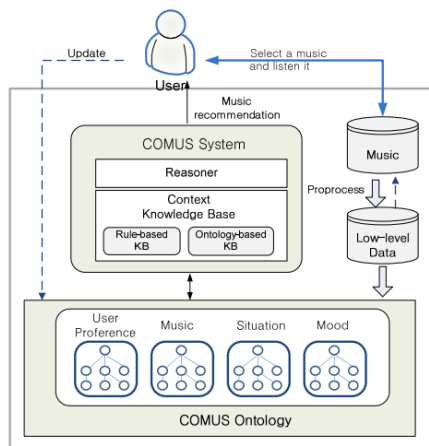 Update
Select a music
and listen it
User
Music
recommendation
COMUS System
Reasoner
Context
Knowledge Base
Rule-based
KB
Ontology-based
KB
Music
Proprocess
Low-level
Data
User
Proference
Music
Situation
Mood
COMUS Ontology